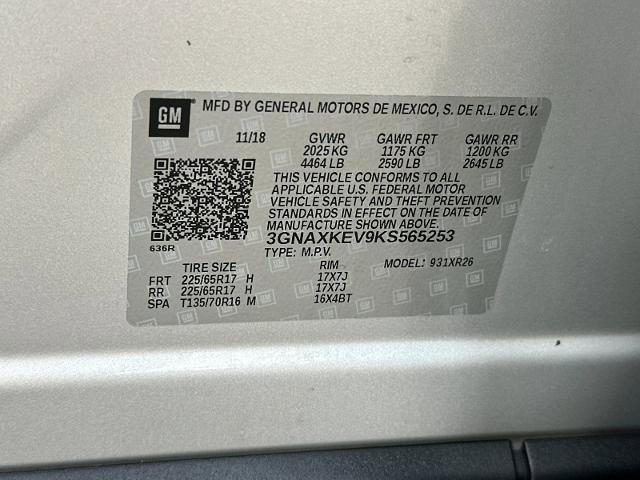 GM MFD BY GENERAL MOTORS DE MEXICO, S. DE R.L. DE C.V.
11/18 GVWR GAWR FRT GAWR RR
2025 KG 1175 KG 1200 KG
4464 LB 2590 LB 2645 LB
THIS VEHICLE CONFORMS TO ALL
APPLICABLE U.S. FEDERAL MOTOR
VEHICLE SAFETY AND THEFT PREVENTION
STANDARDS IN EFFECT ON THE DATE OF
MANUFACTURE SHOWN ABOVE.
3GNAXKEV9KS565253
636R
TYPE: M.P.V. MODEL: 931XR26
TIRE SIZE RIM
FRT 225/65R17 H 17X7J
RR 225/65R17 H 17X7J
SPA T135/70R16 M 16X4BT